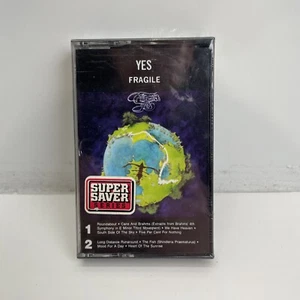 YES
FRAGILE
SUPER
SAVER
SERIES
1
Roundabout • Cans And Brahms (Extracts from Brahms' 4th
Symphony in E Minor Third Movement) • We Have Heaven •
South Side Of The Sky • Five Per Cent For Nothing
2
Long Distance Runaround • The Fish (Shindleria Praematurus) •
Mood For A Day • Heart Of The Sunrise